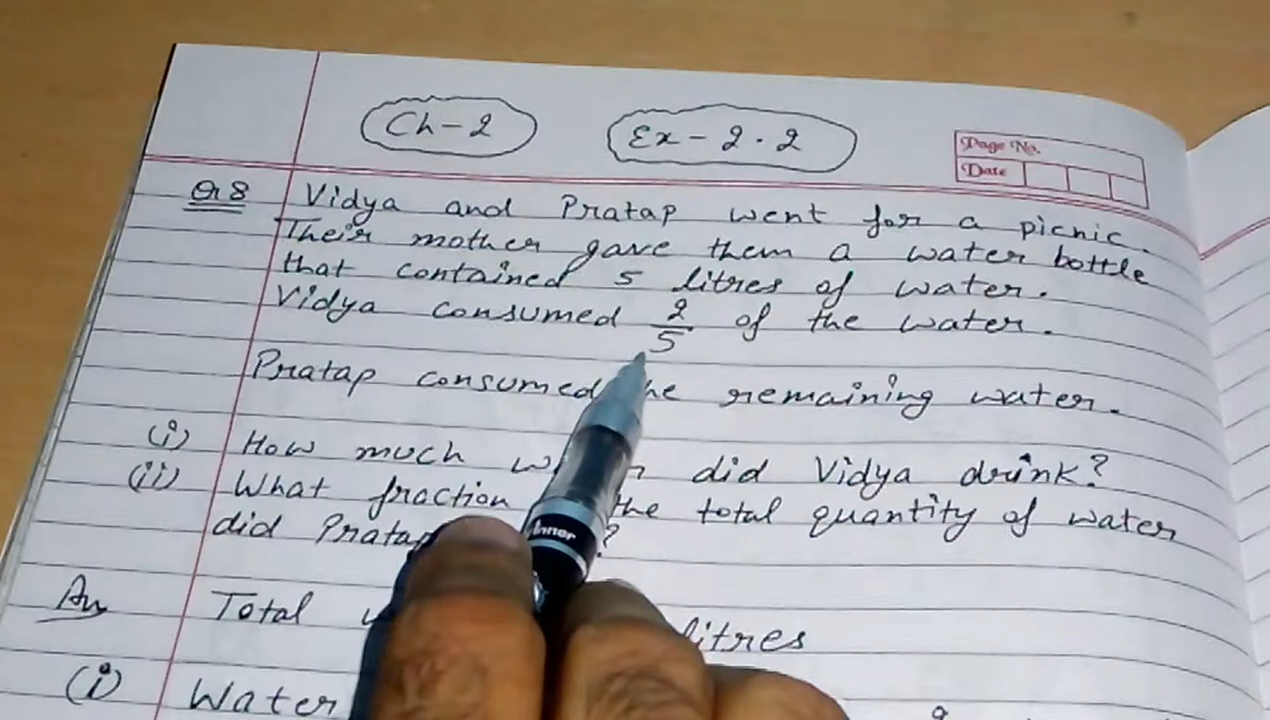 Ch-2 Ex-2.2
Page No.
Date
Q8 Vidya and Pratap went for a picnic.
Their mother gave them a water bottle
that contained 5 litres of water.
Vidya consumed 2/5 of the water.
Pratap consumed the remaining water.
(i) How much did Vidya drink?
(ii) What fraction the total quantity of water
did Pratap ?
Ans Total litres
(i) Water